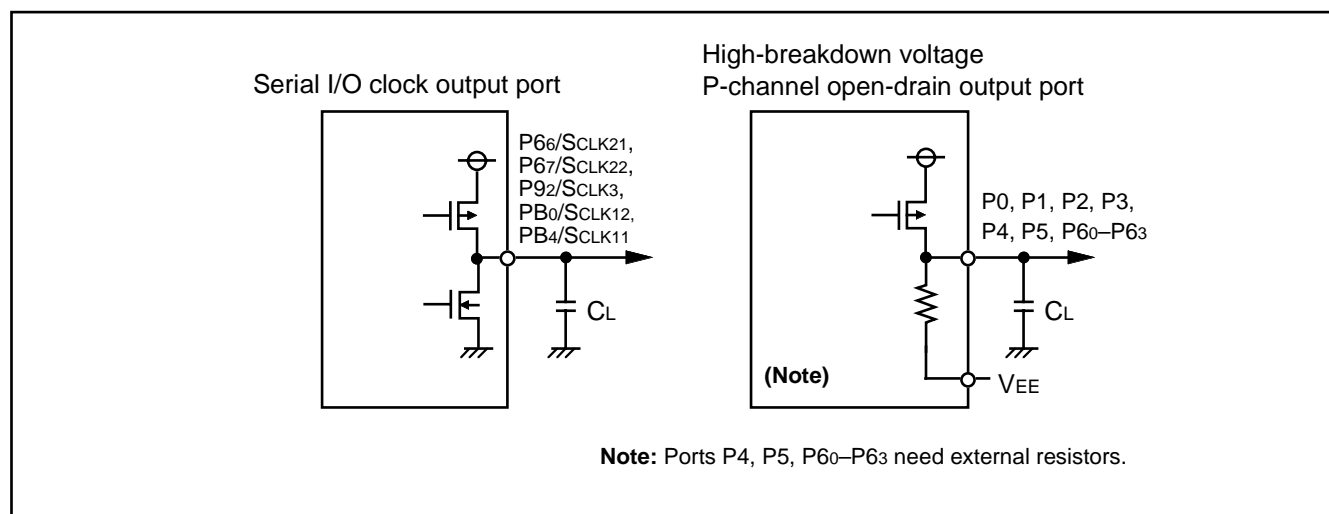 Serial I/O clock output port
P66/SCLK21,
P67/SCLK22,
P92/SCLK3,
PB0/SCLK12,
PB4/SCLK11
CL
High-breakdown voltage
P-channel open-drain output port
P0, P1, P2, P3,
P4, P5, P60–P63
CL
(Note)
VEE
Note: Ports P4, P5, P60–P63 need external resistors.